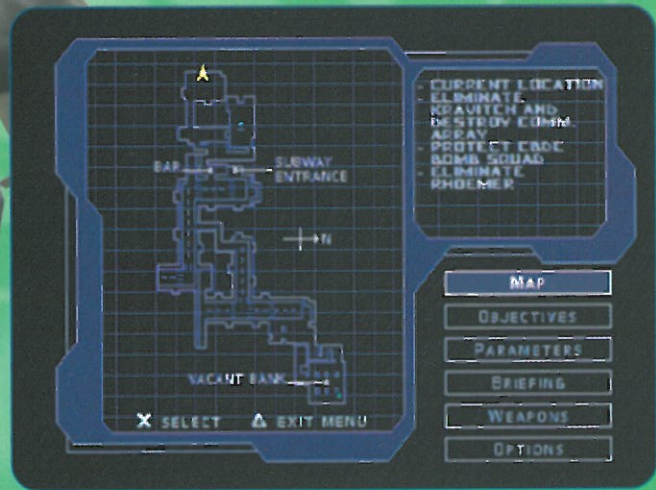 BAR
SUBWAY
ENTRANCE
N
VACANT BANK
X SELECT △ EXIT MENU
- CURRENT LOCATION
- ELIMINATE
KRAVITCH AND
DESTROY COMM.
ARRAY
- PROTECT CBDC
BOMB SQUAD
- ELIMINATE
RHOEMER
MAP
OBJECTIVES
PARAMETERS
BRIEFING
WEAPONS
OPTIONS